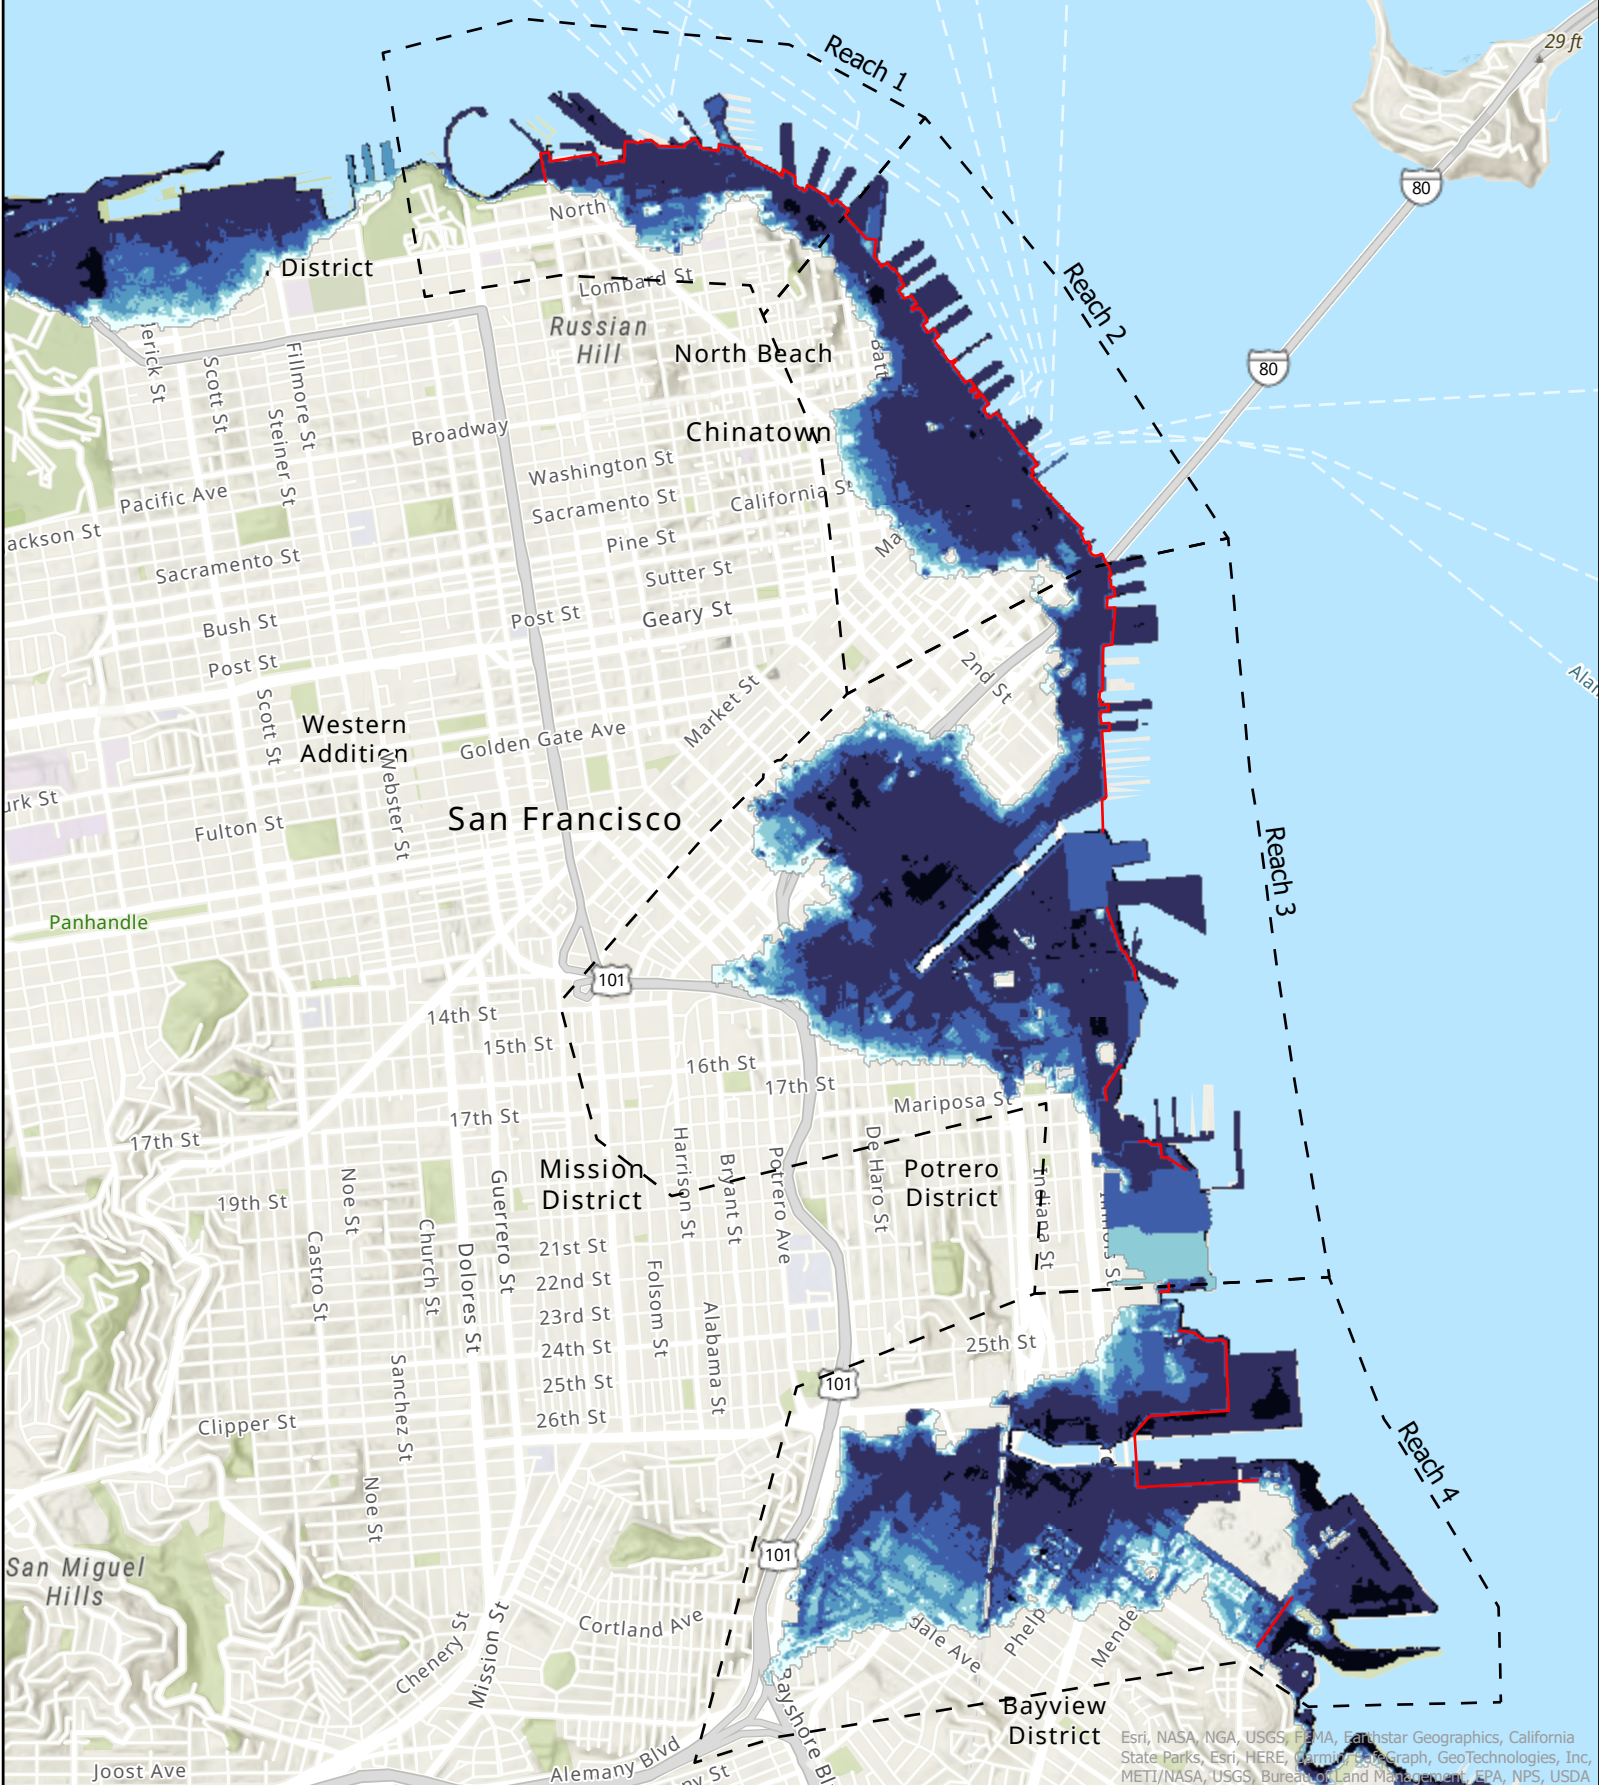 Reach 1
29 ft
80
North
District
Lombard St
Reach 2
Russian
Hill
North Beach
80
Scott St
Fillmore St
Steiner St
Broadway
Chinatown
Washington St
Pacific Ave
Sacramento St
California St
Pine St
Sacramento St
Sutter St
Bush St
Post St
Geary St
Post St
2nd St
Scott St
Western
Addition
Market St
Golden Gate Ave
Webster St
San Francisco
Fulton St
Reach 3
Panhandle
101
14th St
15th St
16th St
17th St
17th St
Mariposa St
17th St
Mission
District
Harrison St
Bryant St
Potrero Ave
De Haro St
Potrero
District
Indiana St
19th St
Noe St
Guerrero St
Castro St
Church St
Dolores St
21st St
22nd St
23rd St
24th St
25th St
26th St
Folsom St
Alabama St
25th St
101
Sanchez St
Clipper St
Noe St
Reach 4
101
San Miguel
Hills
Cortland Ave
Chenery St
Mission St
dale Ave
Phelp
Mende
Bayview
District
Alemany Blvd
Bayshore Bl
Joost Ave
Esri, NASA, NGA, USGS, FEMA, Earthstar Geographics, California
State Parks, Esri, HERE, Garmin, SafeGraph, GeoTechnologies, Inc,
METI/NASA, USGS, Bureau of Land Management, EPA, NPS, USDA